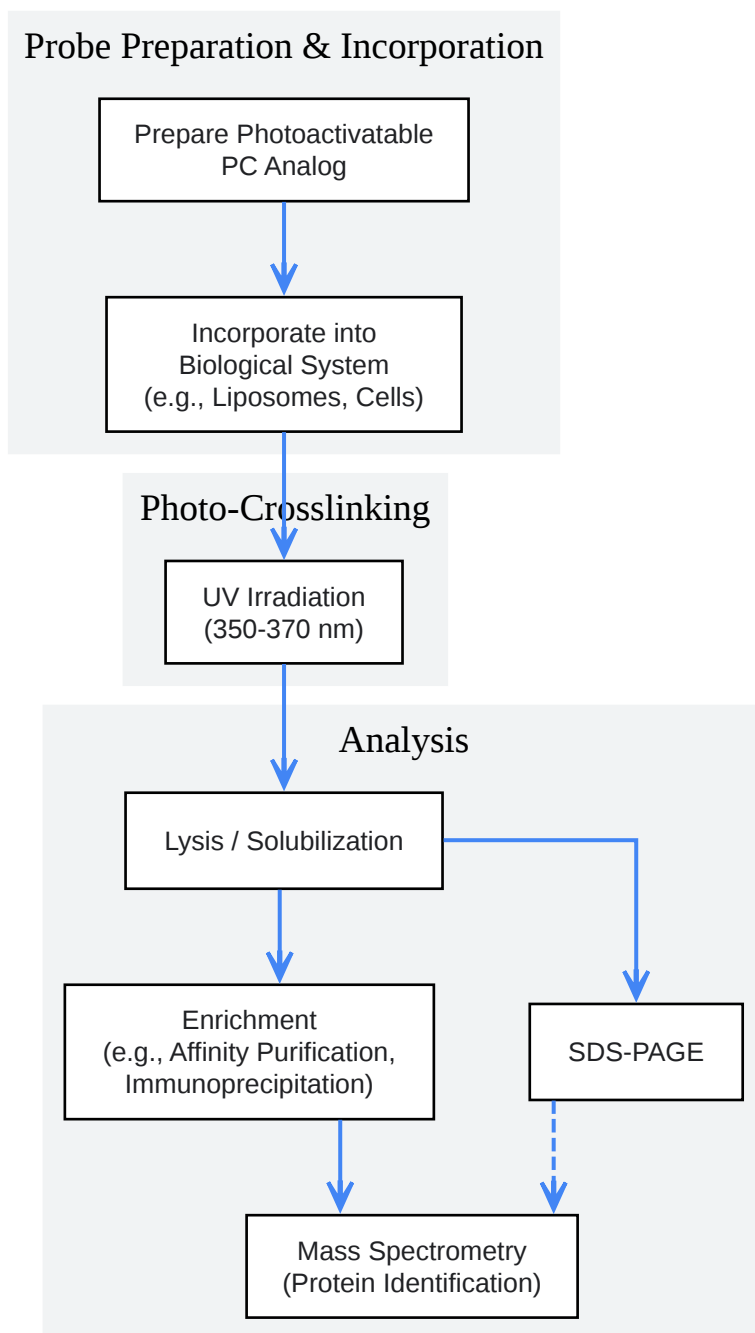 Probe Preparation & Incorporation
Prepare Photoactivatable
PC Analog
Incorporate into
Biological System
(e.g., Liposomes, Cells)
Photo-Crosslinking
UV Irradiation
(350-370 nm)
Analysis
Lysis / Solubilization
Enrichment
(e.g., Affinity Purification,
Immunoprecipitation)
SDS-PAGE
Mass Spectrometry
(Protein Identification)